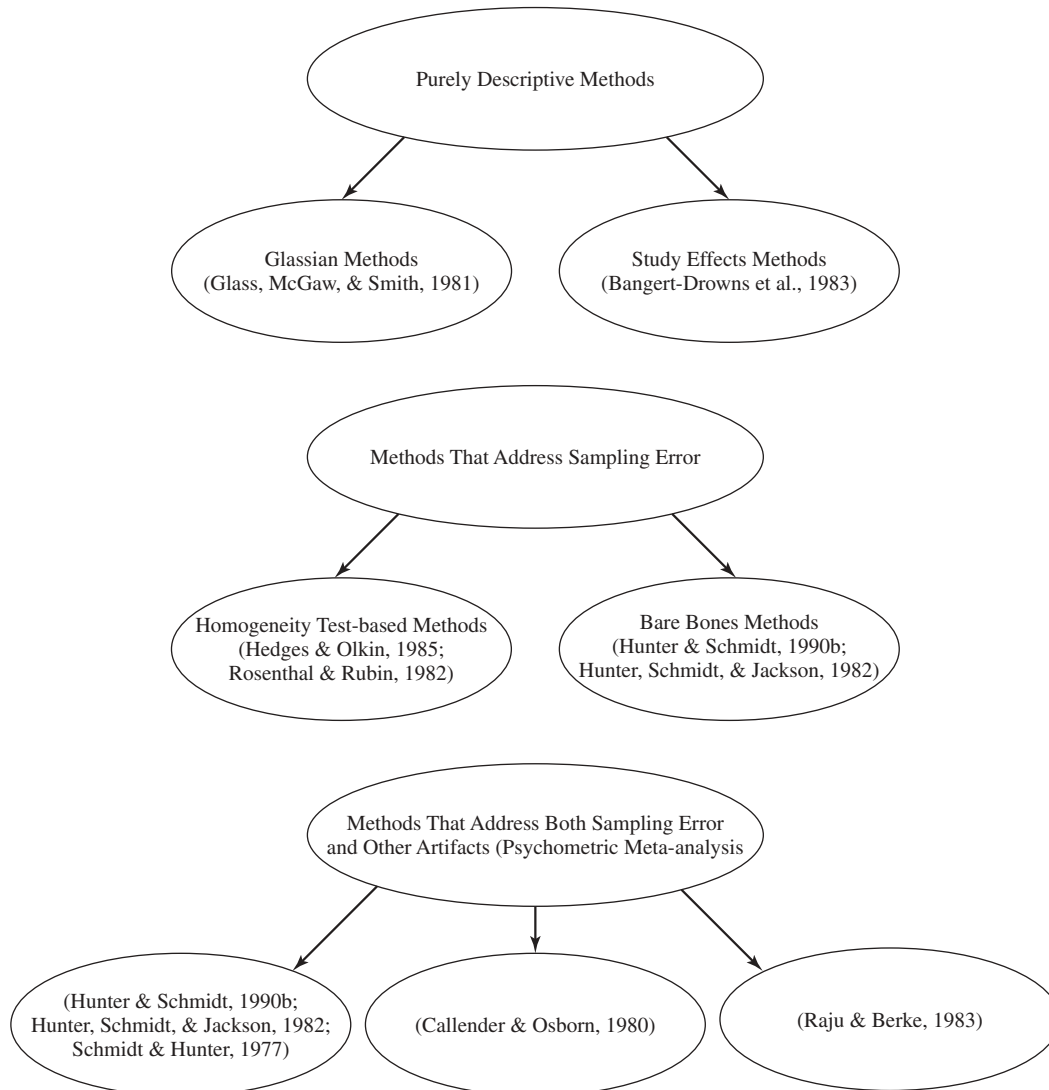 Purely Descriptive Methods
Glassian Methods
(Glass, McGaw, & Smith, 1981)
Study Effects Methods
(Bangert-Drowns et al., 1983)
Methods That Address Sampling Error
Homogeneity Test-based Methods
(Hedges & Olkin, 1985;
Rosenthal & Rubin, 1982)
Bare Bones Methods
(Hunter & Schmidt, 1990b;
Hunter, Schmidt, & Jackson, 1982)
Methods That Address Both Sampling Error
and Other Artifacts (Psychometric Meta-analysis
(Hunter & Schmidt, 1990b;
Hunter, Schmidt, & Jackson, 1982;
Schmidt & Hunter, 1977)
(Callender & Osborn, 1980)
(Raju & Berke, 1983)